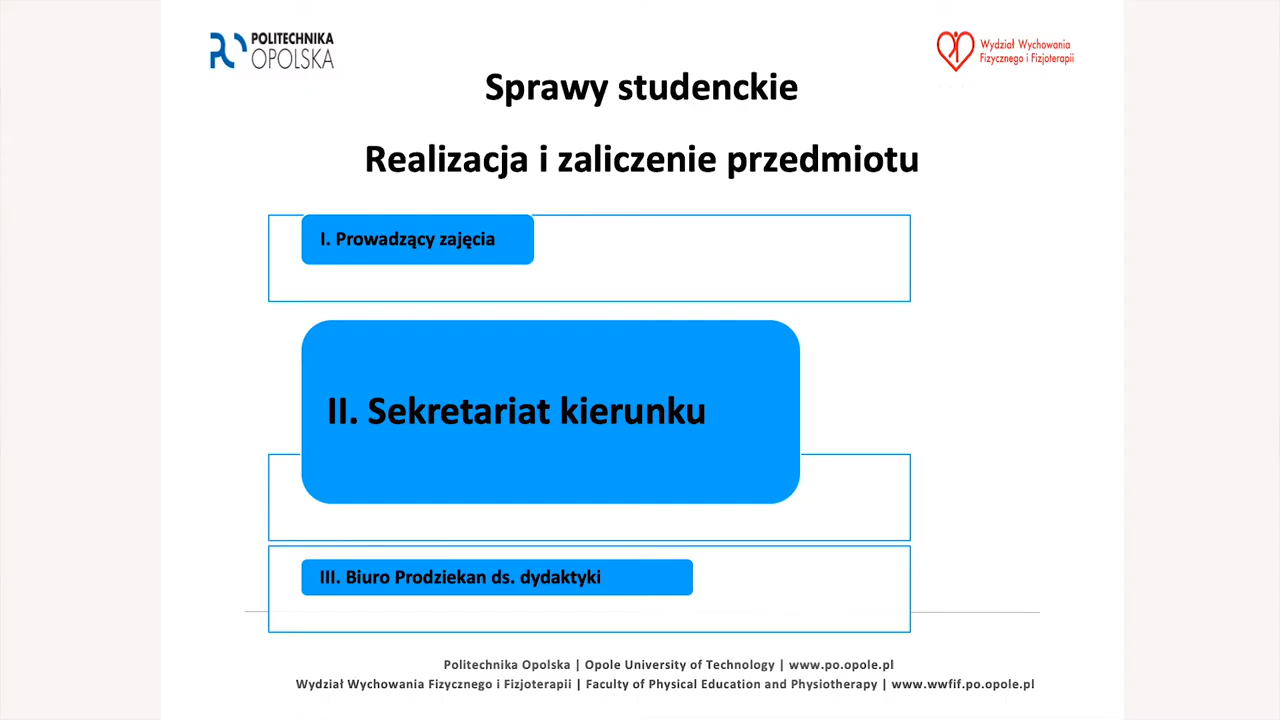 POLITECHNIKA
OPOLSKA
Wydział Wychowania
Fizycznego i Fizjoterapii
Sprawy studenckie
Realizacja i zaliczenie przedmiotu
I. Prowadzący zajęcia
II. Sekretariat kierunku
III. Biuro Prodziekan ds. dydaktyki
Politechnika Opolska | Opole University of Technology | www.po.opole.pl
Wydział Wychowania Fizycznego i Fizjoterapii | Faculty of Physical Education and Physiotherapy | www.wwfif.po.opole.pl